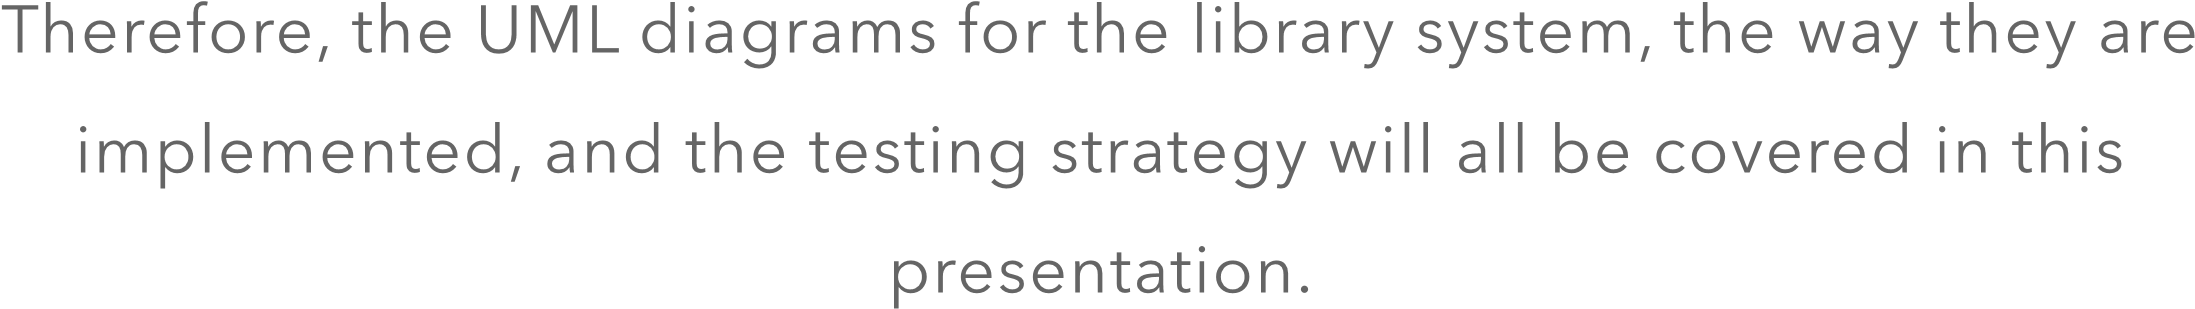 Therefore, the UML diagrams for the library system, the way they are
implemented, and the testing strategy will all be covered in this
presentation.